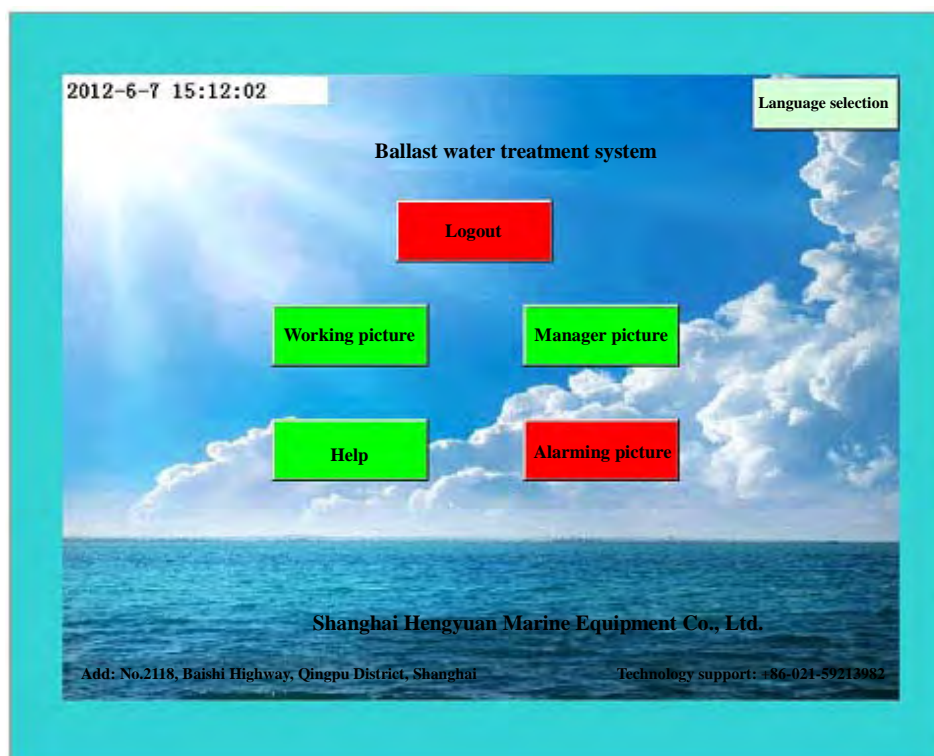 2012-6-7 15:12:02
Language selection
Ballast water treatment system
Logout
Working picture
Manager picture
Help
Alarming picture
Shanghai Hengyuan Marine Equipment Co., Ltd.
Add: No.2118, Baishi Highway, Qingpu District, Shanghai
Technology support: +86-021-59213982